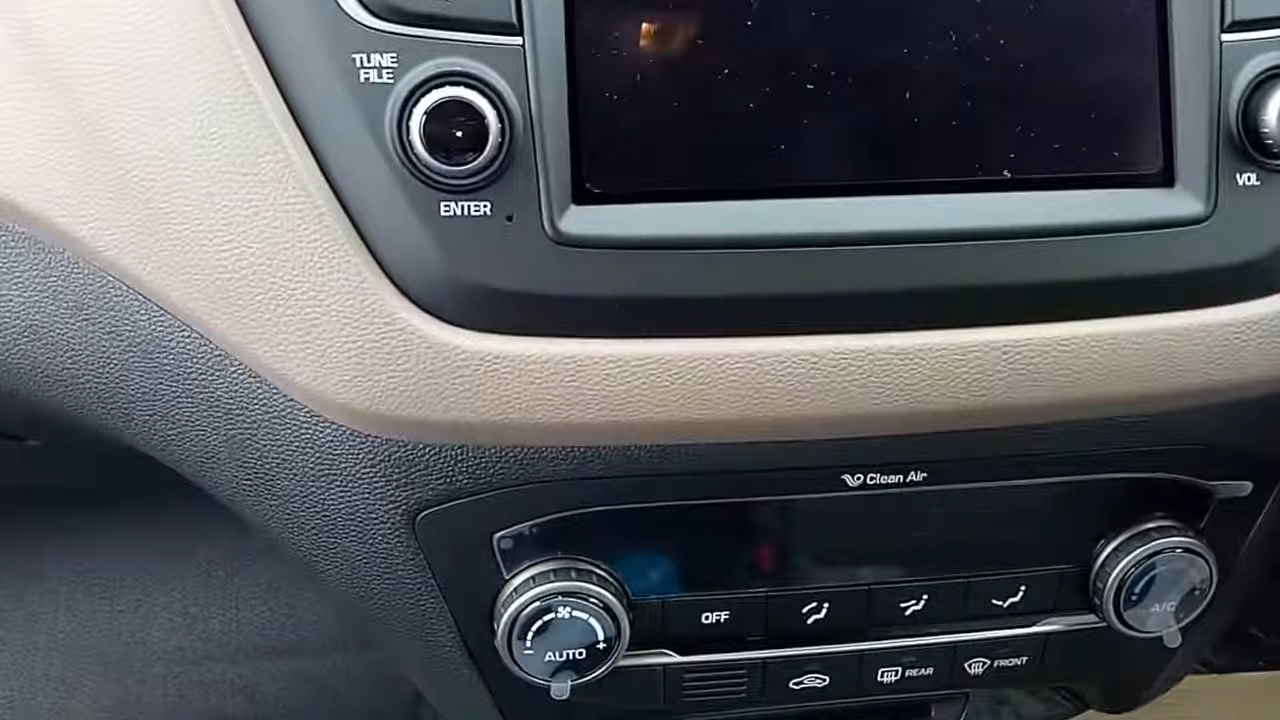 TUNE
FILE
ENTER
VOL
Clean Air
OFF
A/C
- AUTO +
REAR
FRONT